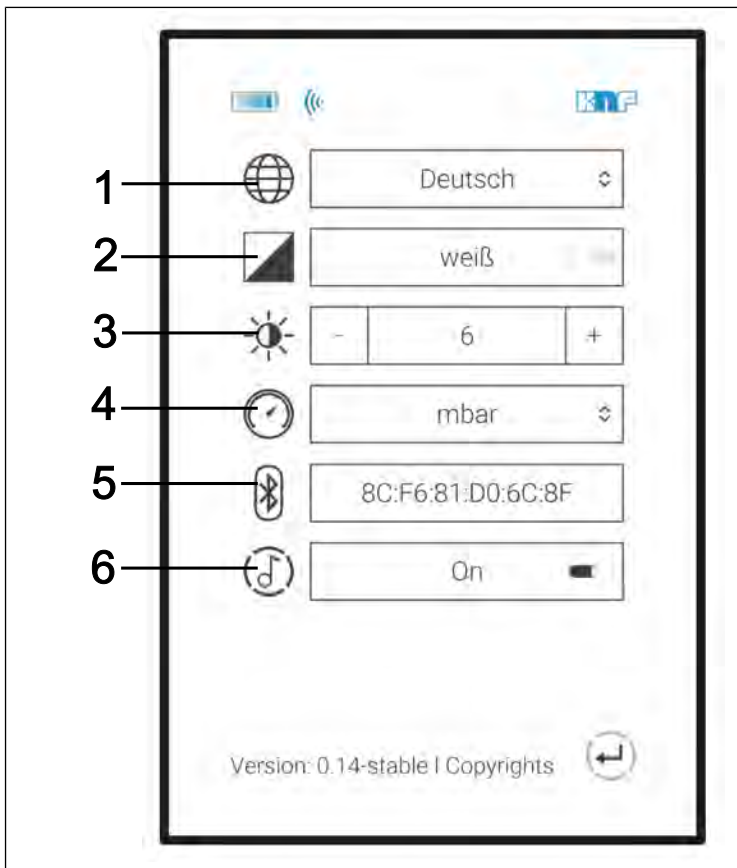 KNF
1 Deutsch
2 weiß
3 - 6 +
4 mbar
5 8C:F6:81:D0:6C:8F
6 On
Version: 0.14-stable I Copyrights